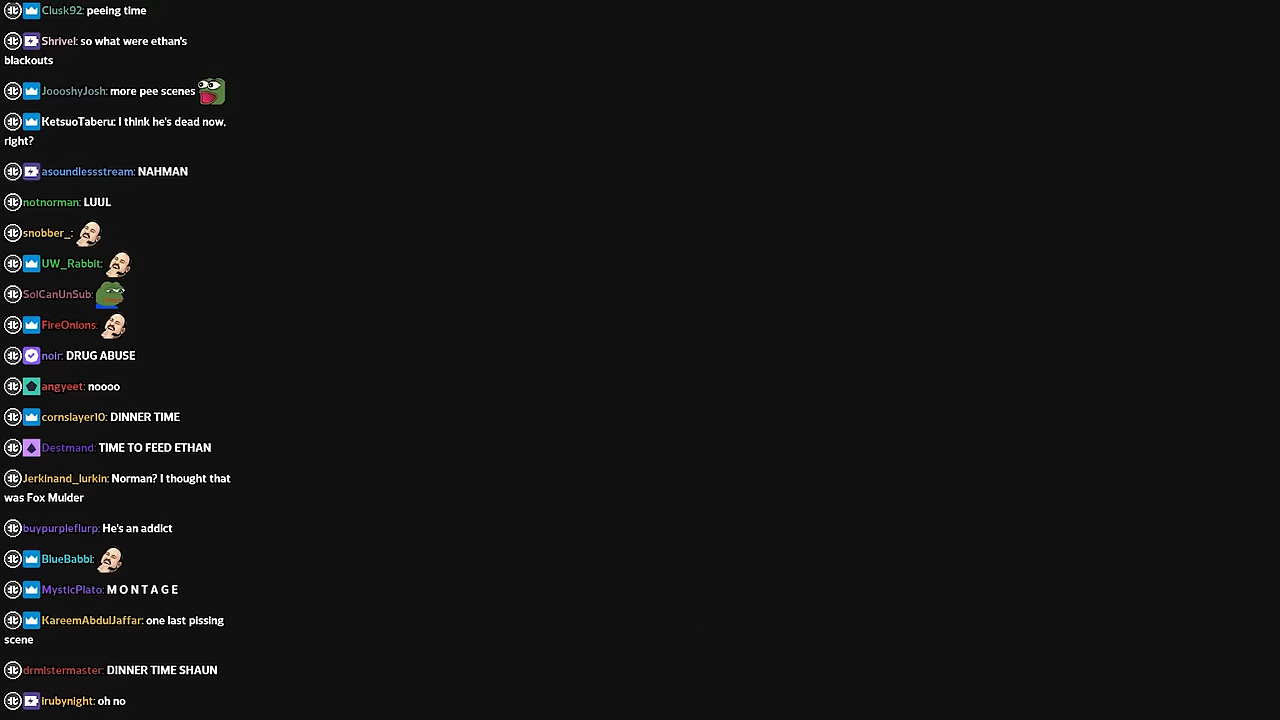 Clusk92: peeing time
Shrivel: so what were ethan's
blackouts
JoooshyJosh: more pee scenes
KetsuoTaberu: I think he's dead now,
right?
asoundlessstream: NAHMAN
notnorman: LUUL
snobber_:
UW_Rabbit:
SolCanUnSub:
FireOnions:
noir: DRUG ABUSE
angyeet: noooo
cornslayer10: DINNER TIME
Destmand: TIME TO FEED ETHAN
Jerkinand_lurkin: Norman? I thought that
was Fox Mulder
buypurpleflurp: He's an addict
BlueBabbi:
MysticPlato: M O N T A G E
KareemAbdulJaffar: one last pissing
scene
drmistermaster: DINNER TIME SHAUN
irubynight: oh no